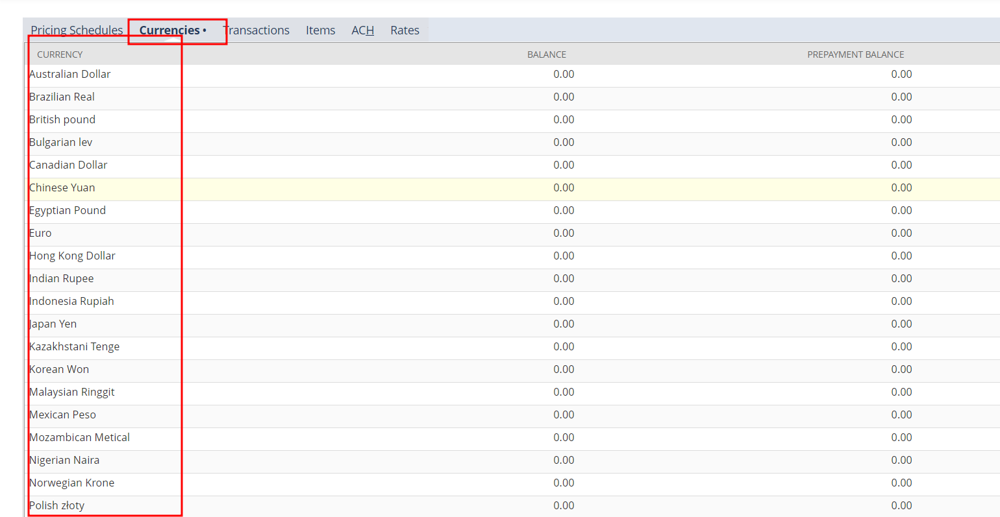 Pricing Schedules Currencies • Transactions Items ACH Rates
CURRENCY BALANCE PREPAYMENT BALANCE
Australian Dollar 0.00 0.00
Brazilian Real 0.00 0.00
British pound 0.00 0.00
Bulgarian lev 0.00 0.00
Canadian Dollar 0.00 0.00
Chinese Yuan 0.00 0.00
Egyptian Pound 0.00 0.00
Euro 0.00 0.00
Hong Kong Dollar 0.00 0.00
Indian Rupee 0.00 0.00
Indonesia Rupiah 0.00 0.00
Japan Yen 0.00 0.00
Kazakhstani Tenge 0.00 0.00
Korean Won 0.00 0.00
Malaysian Ringgit 0.00 0.00
Mexican Peso 0.00 0.00
Mozambican Metical 0.00 0.00
Nigerian Naira 0.00 0.00
Norwegian Krone 0.00 0.00
Polish złoty 0.00 0.00